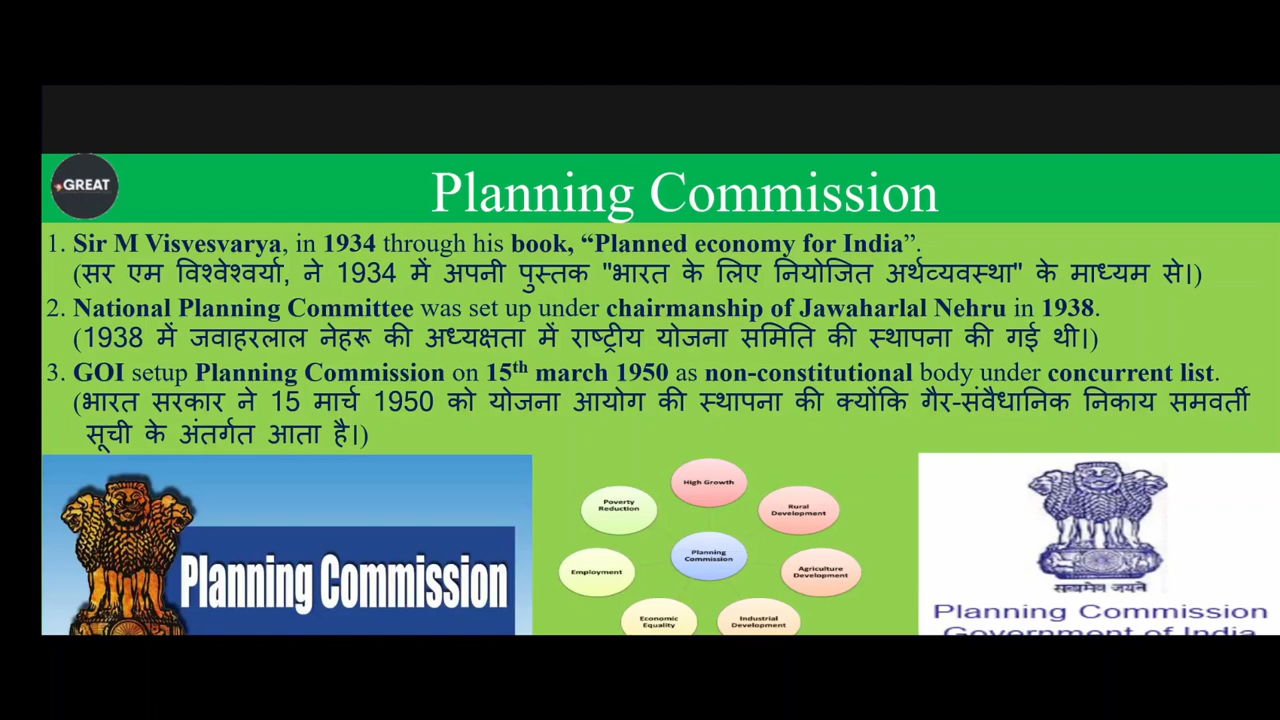 GREAT
Planning Commission
1. Sir M Visvesvarya, in 1934 through his book, “Planned economy for India”.
(सर एम विश्वेश्वर्या, ने 1934 में अपनी पुस्तक "भारत के लिए नियोजित अर्थव्यवस्था" के माध्यम से।)
2. National Planning Committee was set up under chairmanship of Jawaharlal Nehru in 1938.
(1938 में जवाहरलाल नेहरू की अध्यक्षता में राष्ट्रीय योजना समिति की स्थापना की गई थी।)
3. GOI setup Planning Commission on 15th march 1950 as non-constitutional body under concurrent list.
(भारत सरकार ने 15 मार्च 1950 को योजना आयोग की स्थापना की क्योंकि गैर-संवैधानिक निकाय समवर्ती
सूची के अंतर्गत आता है।)
Planning Commission
High Growth
Poverty
Reduction
Rural
Development
Planning
Commission
Employment
Agriculture
Development
Economic
Equality
Industrial
Development
सत्यमेव जयते
Planning Commission
Government of India